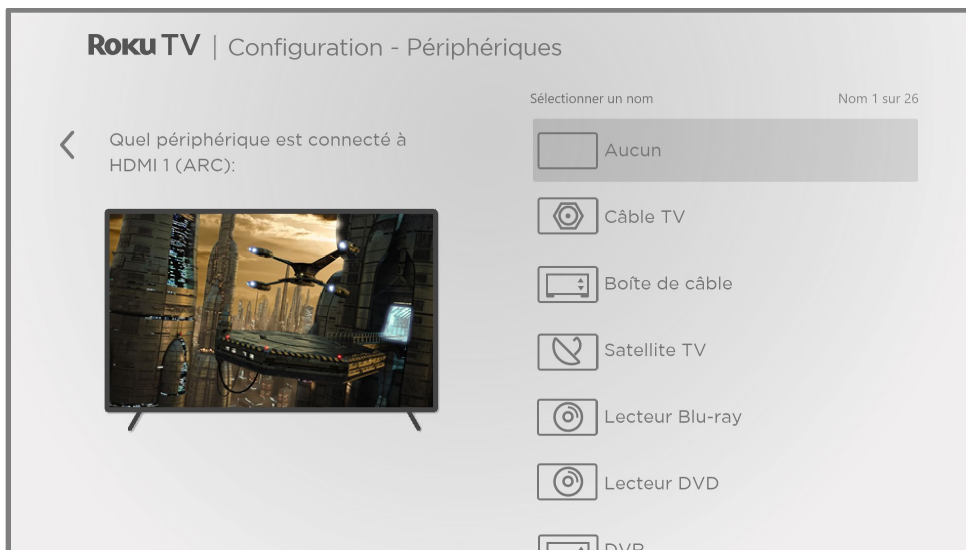 Roku TV | Configuration - Périphériques
Sélectionner un nom
Nom 1 sur 26
Quel périphérique est connecté à
HDMI 1 (ARC):
Aucun
Câble TV
Boîte de câble
Satellite TV
Lecteur Blu-ray
Lecteur DVD
DVR